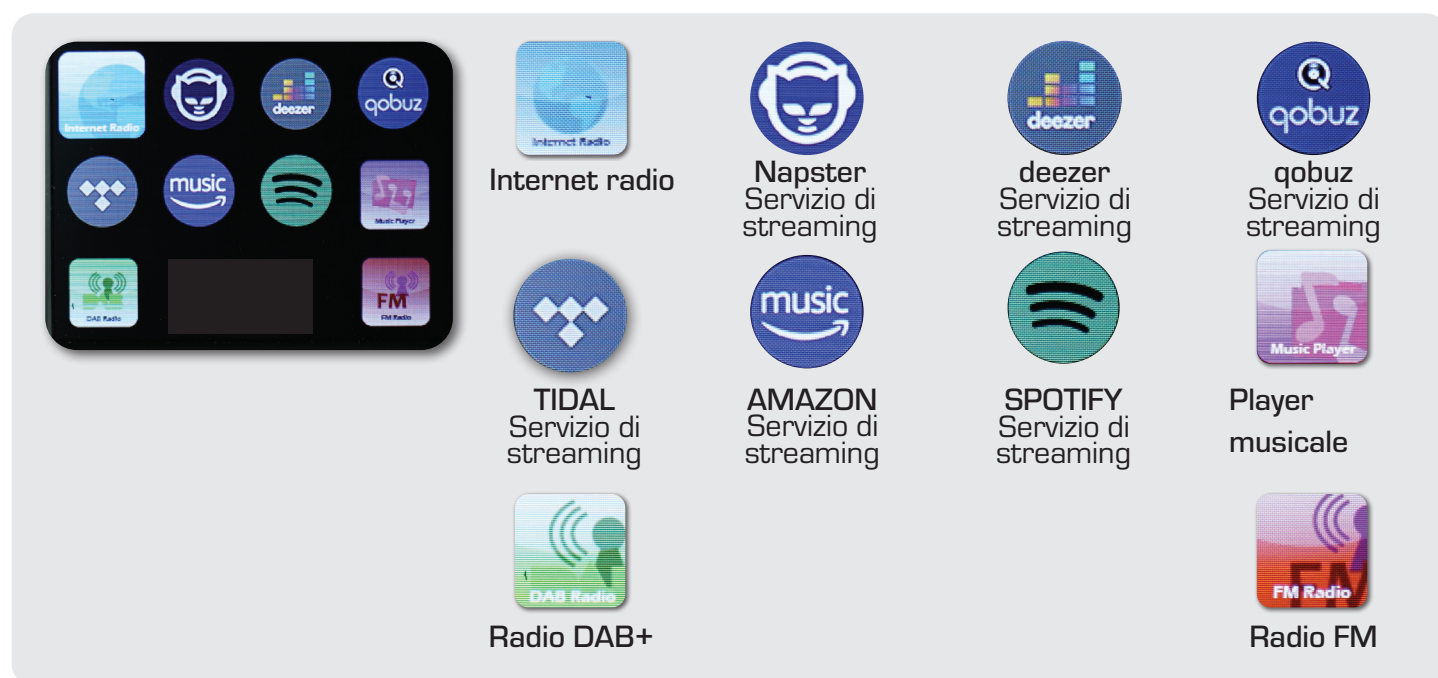 Internet Radio
deezer
qobuz
music
Music Player
DAB Radio
FM
FM Radio
Internet Radio
deezer
qobuz
Internet radio
Napster
Servizio di
streaming
deezer
Servizio di
streaming
qobuz
Servizio di
streaming
music
Music Player
TIDAL
Servizio di
streaming
AMAZON
Servizio di
streaming
SPOTIFY
Servizio di
streaming
Player
musicale
DAB Radio
FM
FM Radio
Radio DAB+
Radio FM